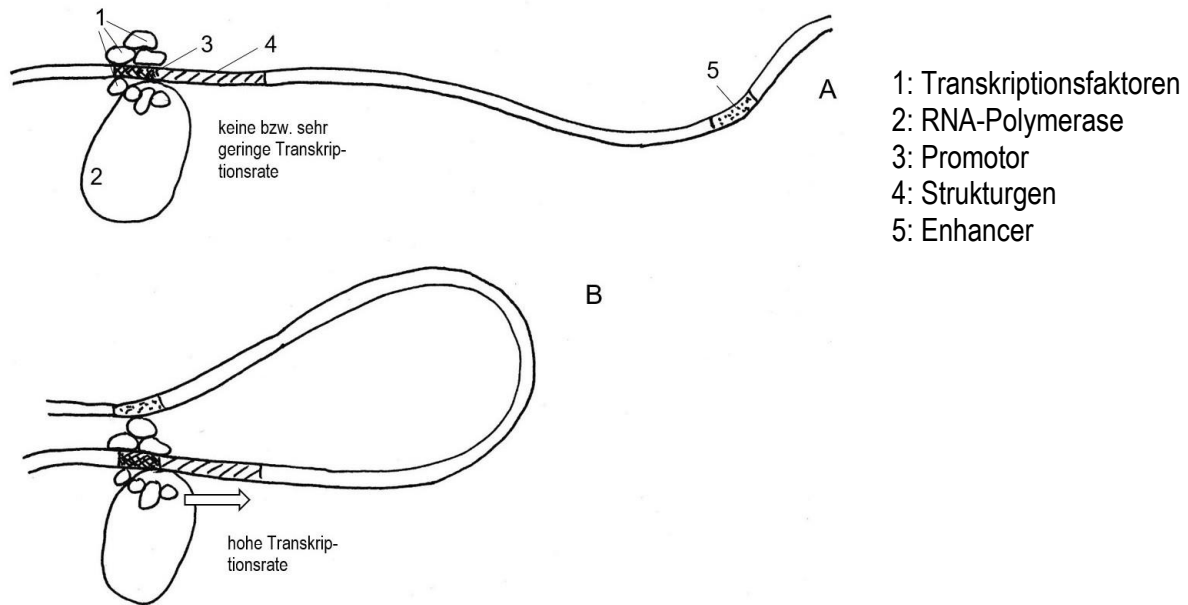 1
3
4
5
A
2
keine bzw. sehr
geringe Transkrip-
tionsrate
1: Transkriptionsfaktoren
2: RNA-Polymerase
3: Promotor
4: Strukturgen
5: Enhancer
B
hohe Transkrip-
tionsrate